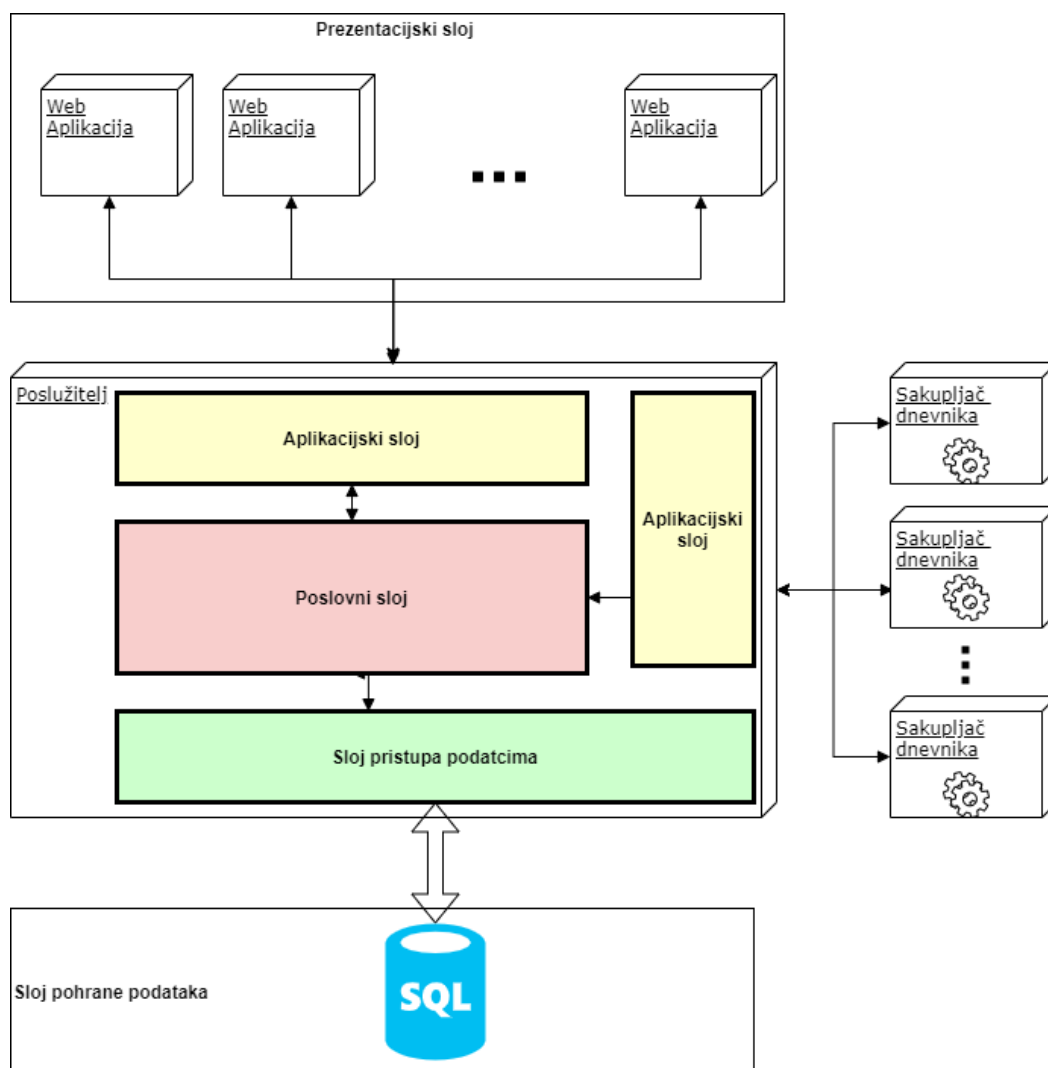 Prezentacijski sloj
Web
Aplikacija
Web
Aplikacija
Web
Aplikacija
Poslužitelj
Aplikacijski sloj
Aplikacijski
sloj
Poslovni sloj
Sloj pristupa podatcima
Sakupljač
dnevnika
Sakupljač
dnevnika
Sakupljač
dnevnika
Sloj pohrane podataka
SQL